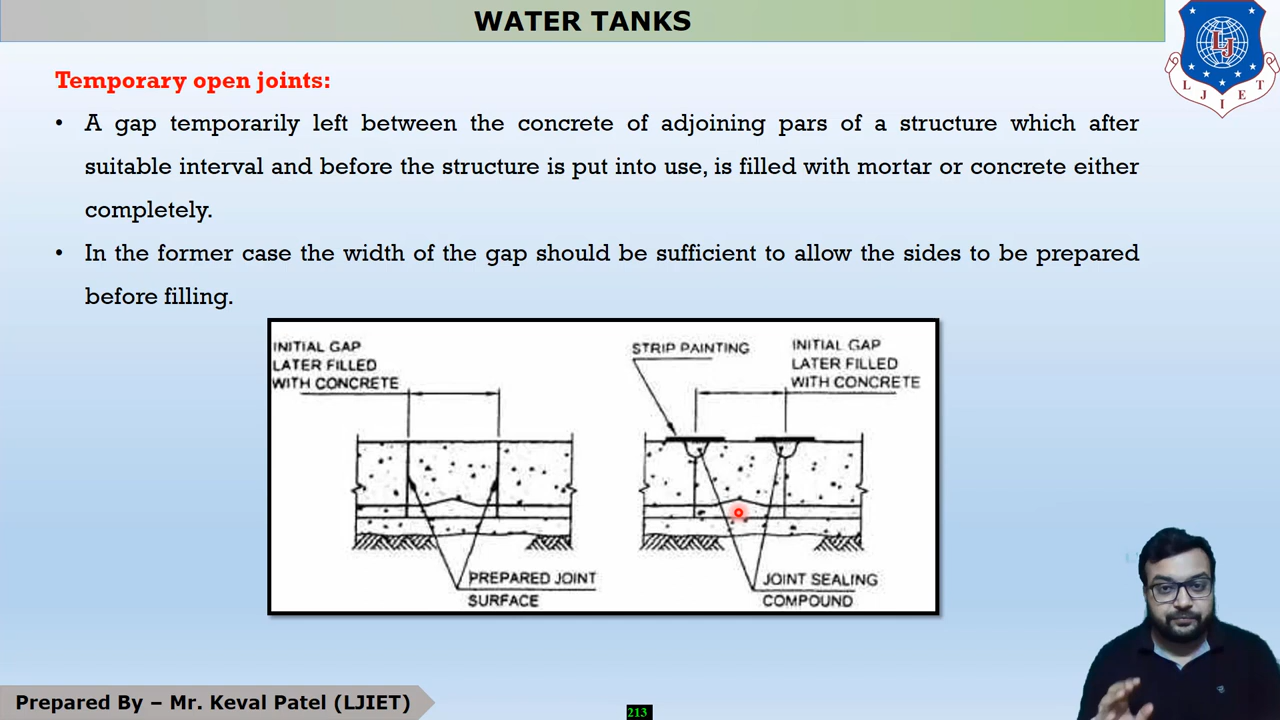 WATER TANKS
Temporary open joints:
• A gap temporarily left between the concrete of adjoining pars of a structure which after
suitable interval and before the structure is put into use, is filled with mortar or concrete either
completely.
• In the former case the width of the gap should be sufficient to allow the sides to be prepared
before filling.
INITIAL GAP
LATER FILLED
WITH CONCRETE
STRIP PAINTING
INITIAL GAP
LATER FILLED
WITH CONCRETE
PREPARED JOINT
SURFACE
JOINT SEALING
COMPOUND
Prepared By – Mr. Keval Patel (LJIET)
213
LJ
L J I E T